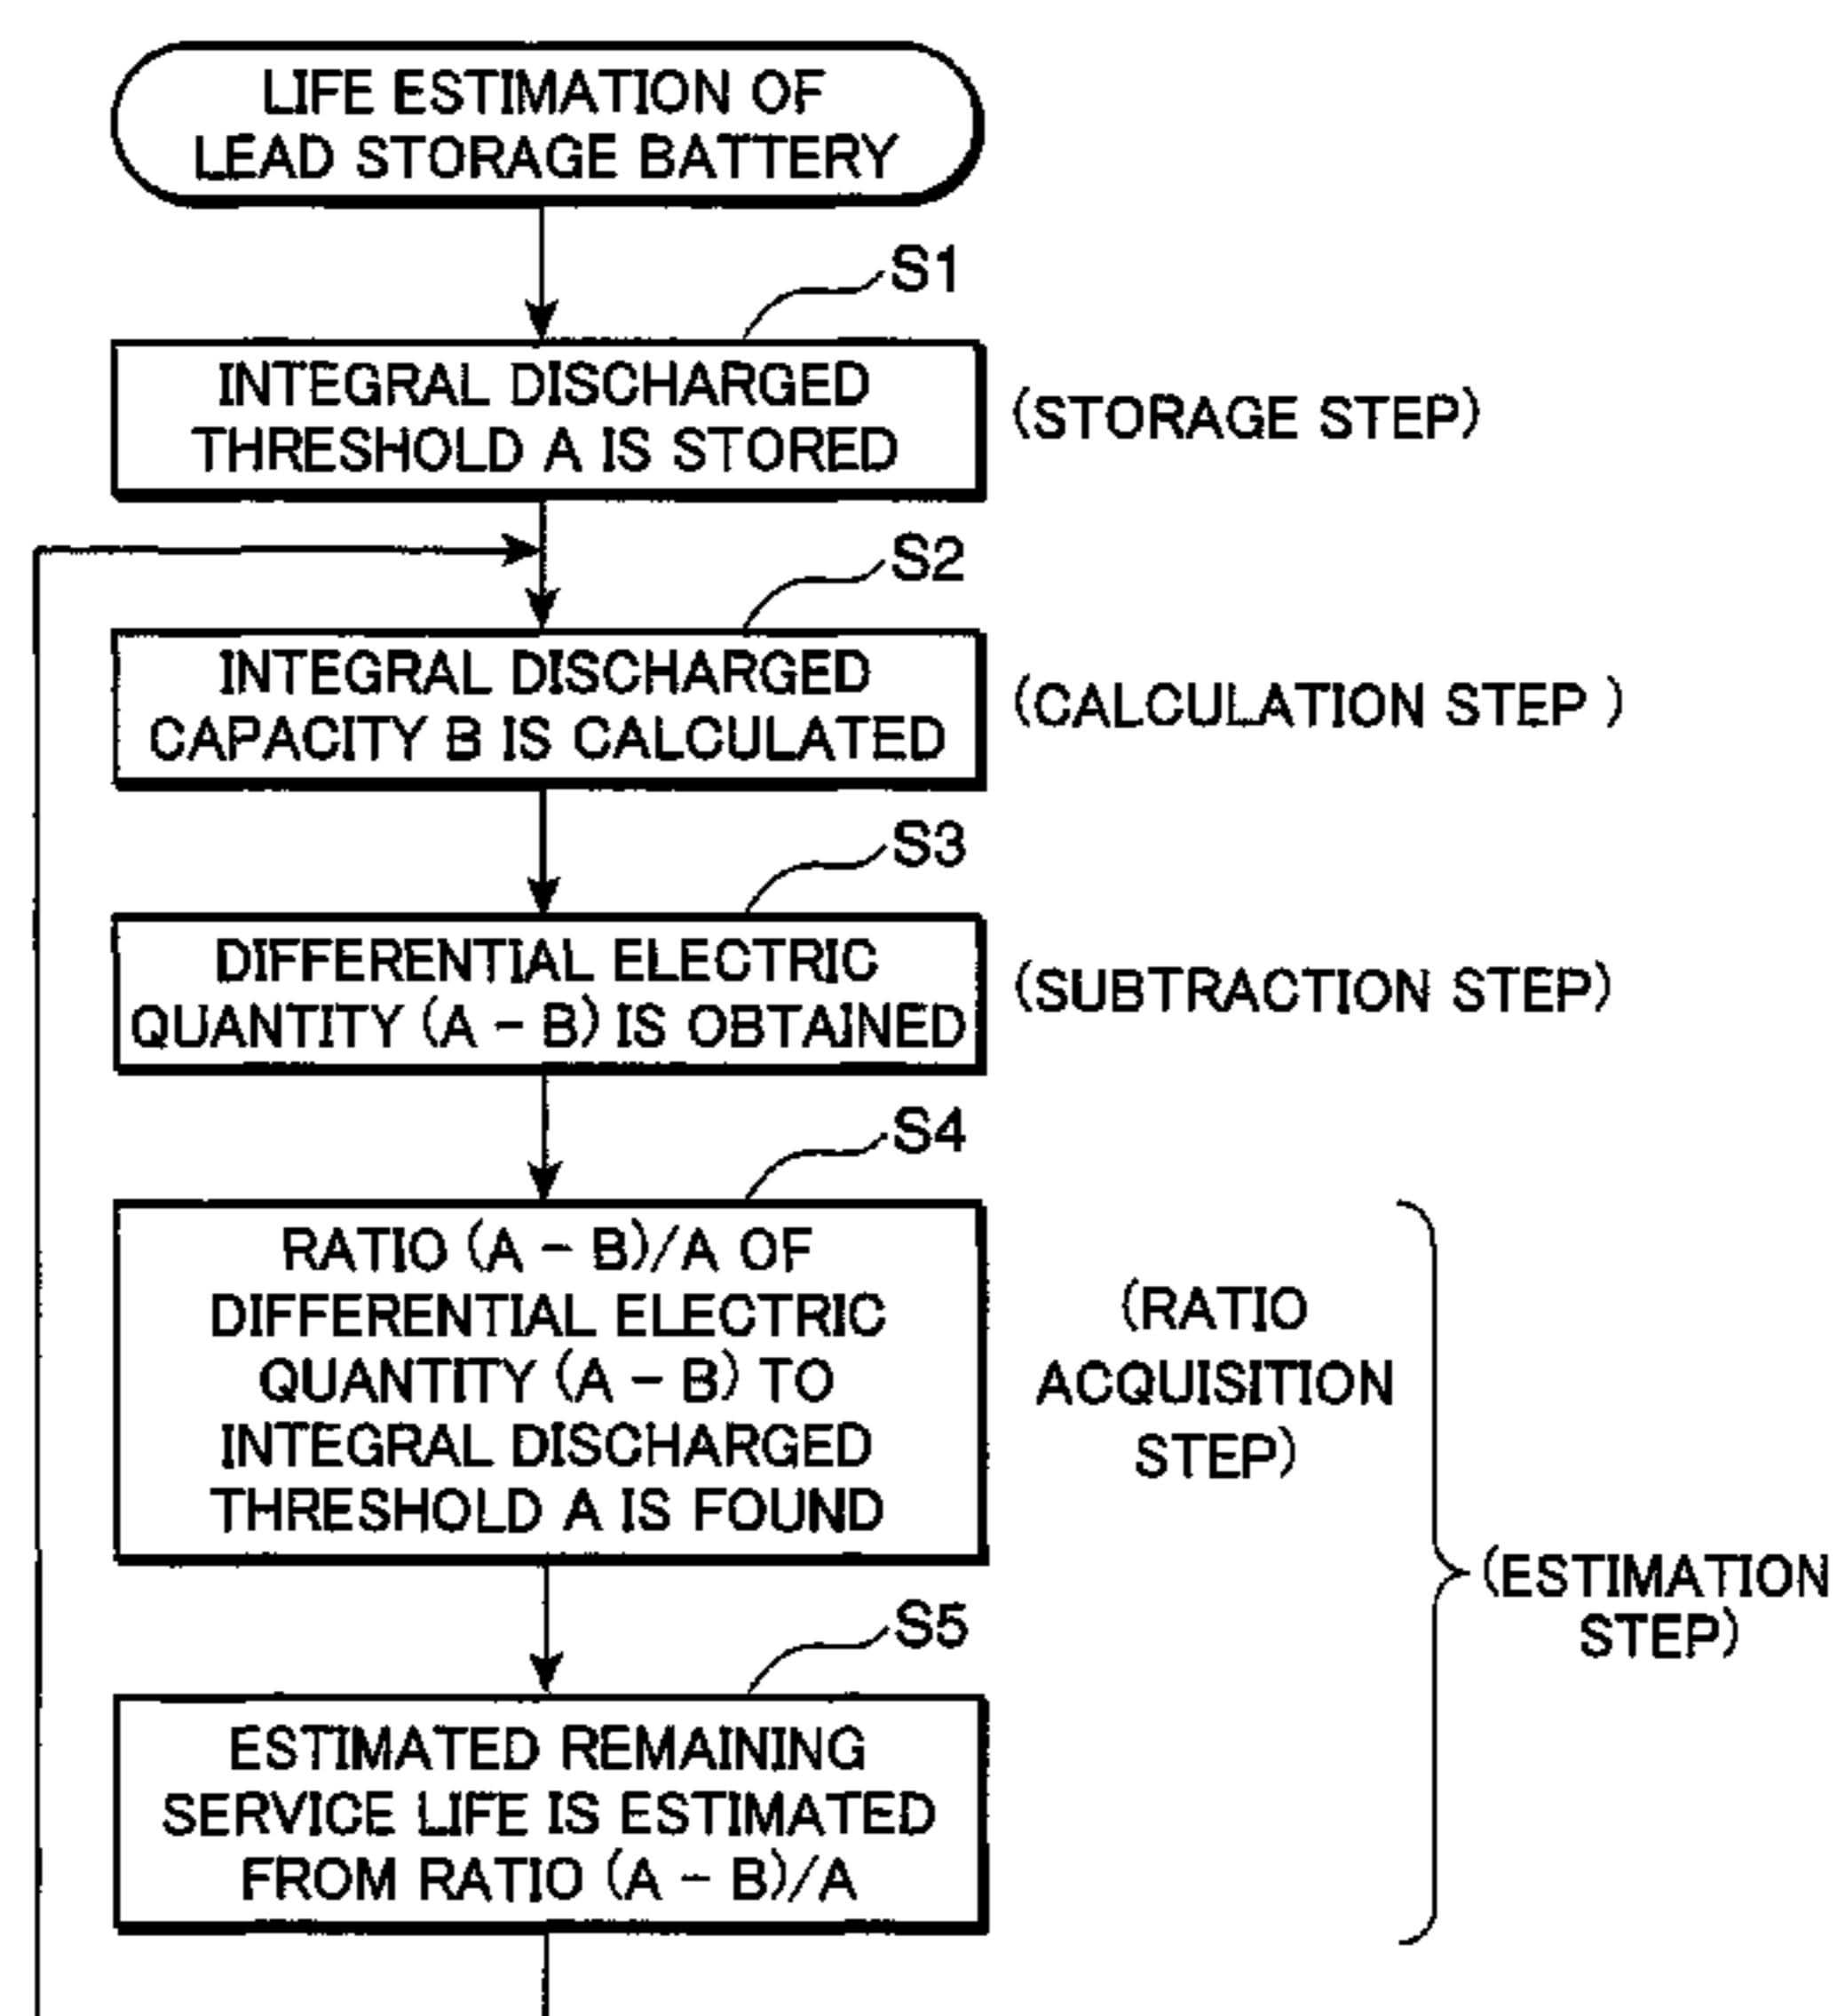 LIFE ESTIMATION OF
LEAD STORAGE BATTERY
S1
INTEGRAL DISCHARGED
THRESHOLD A IS STORED
(STORAGE STEP)
S2
INTEGRAL DISCHARGED
CAPACITY B IS CALCULATED
(CALCULATION STEP )
S3
DIFFERENTIAL ELECTRIC
QUANTITY (A - B) IS OBTAINED
(SUBTRACTION STEP)
S4
RATIO (A - B)/A OF
DIFFERENTIAL ELECTRIC
QUANTITY (A - B) TO
INTEGRAL DISCHARGED
THRESHOLD A IS FOUND
(RATIO
ACQUISITION
STEP)
(ESTIMATION
STEP)
S5
ESTIMATED REMAINING
SERVICE LIFE IS ESTIMATED
FROM RATIO (A - B)/A